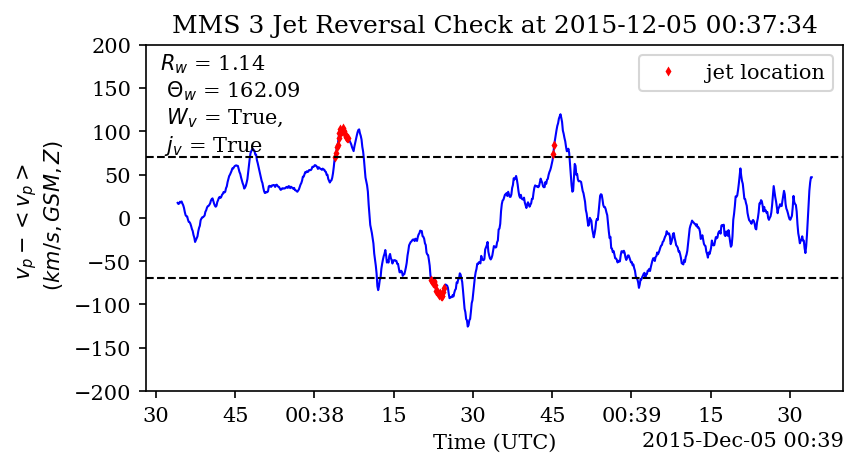 MMS 3 Jet Reversal Check at 2015-12-05 00:37:34
R_w = 1.14
Θ_w = 162.09
W_v = True,
j_v = True
jet location
200
150
100
50
0
−50
−100
−150
−200
v_p − < v_p >
(km/s, GSM, Z)
30 45 00:38 15 30 45 00:39 15 30
Time (UTC)
2015-Dec-05 00:39